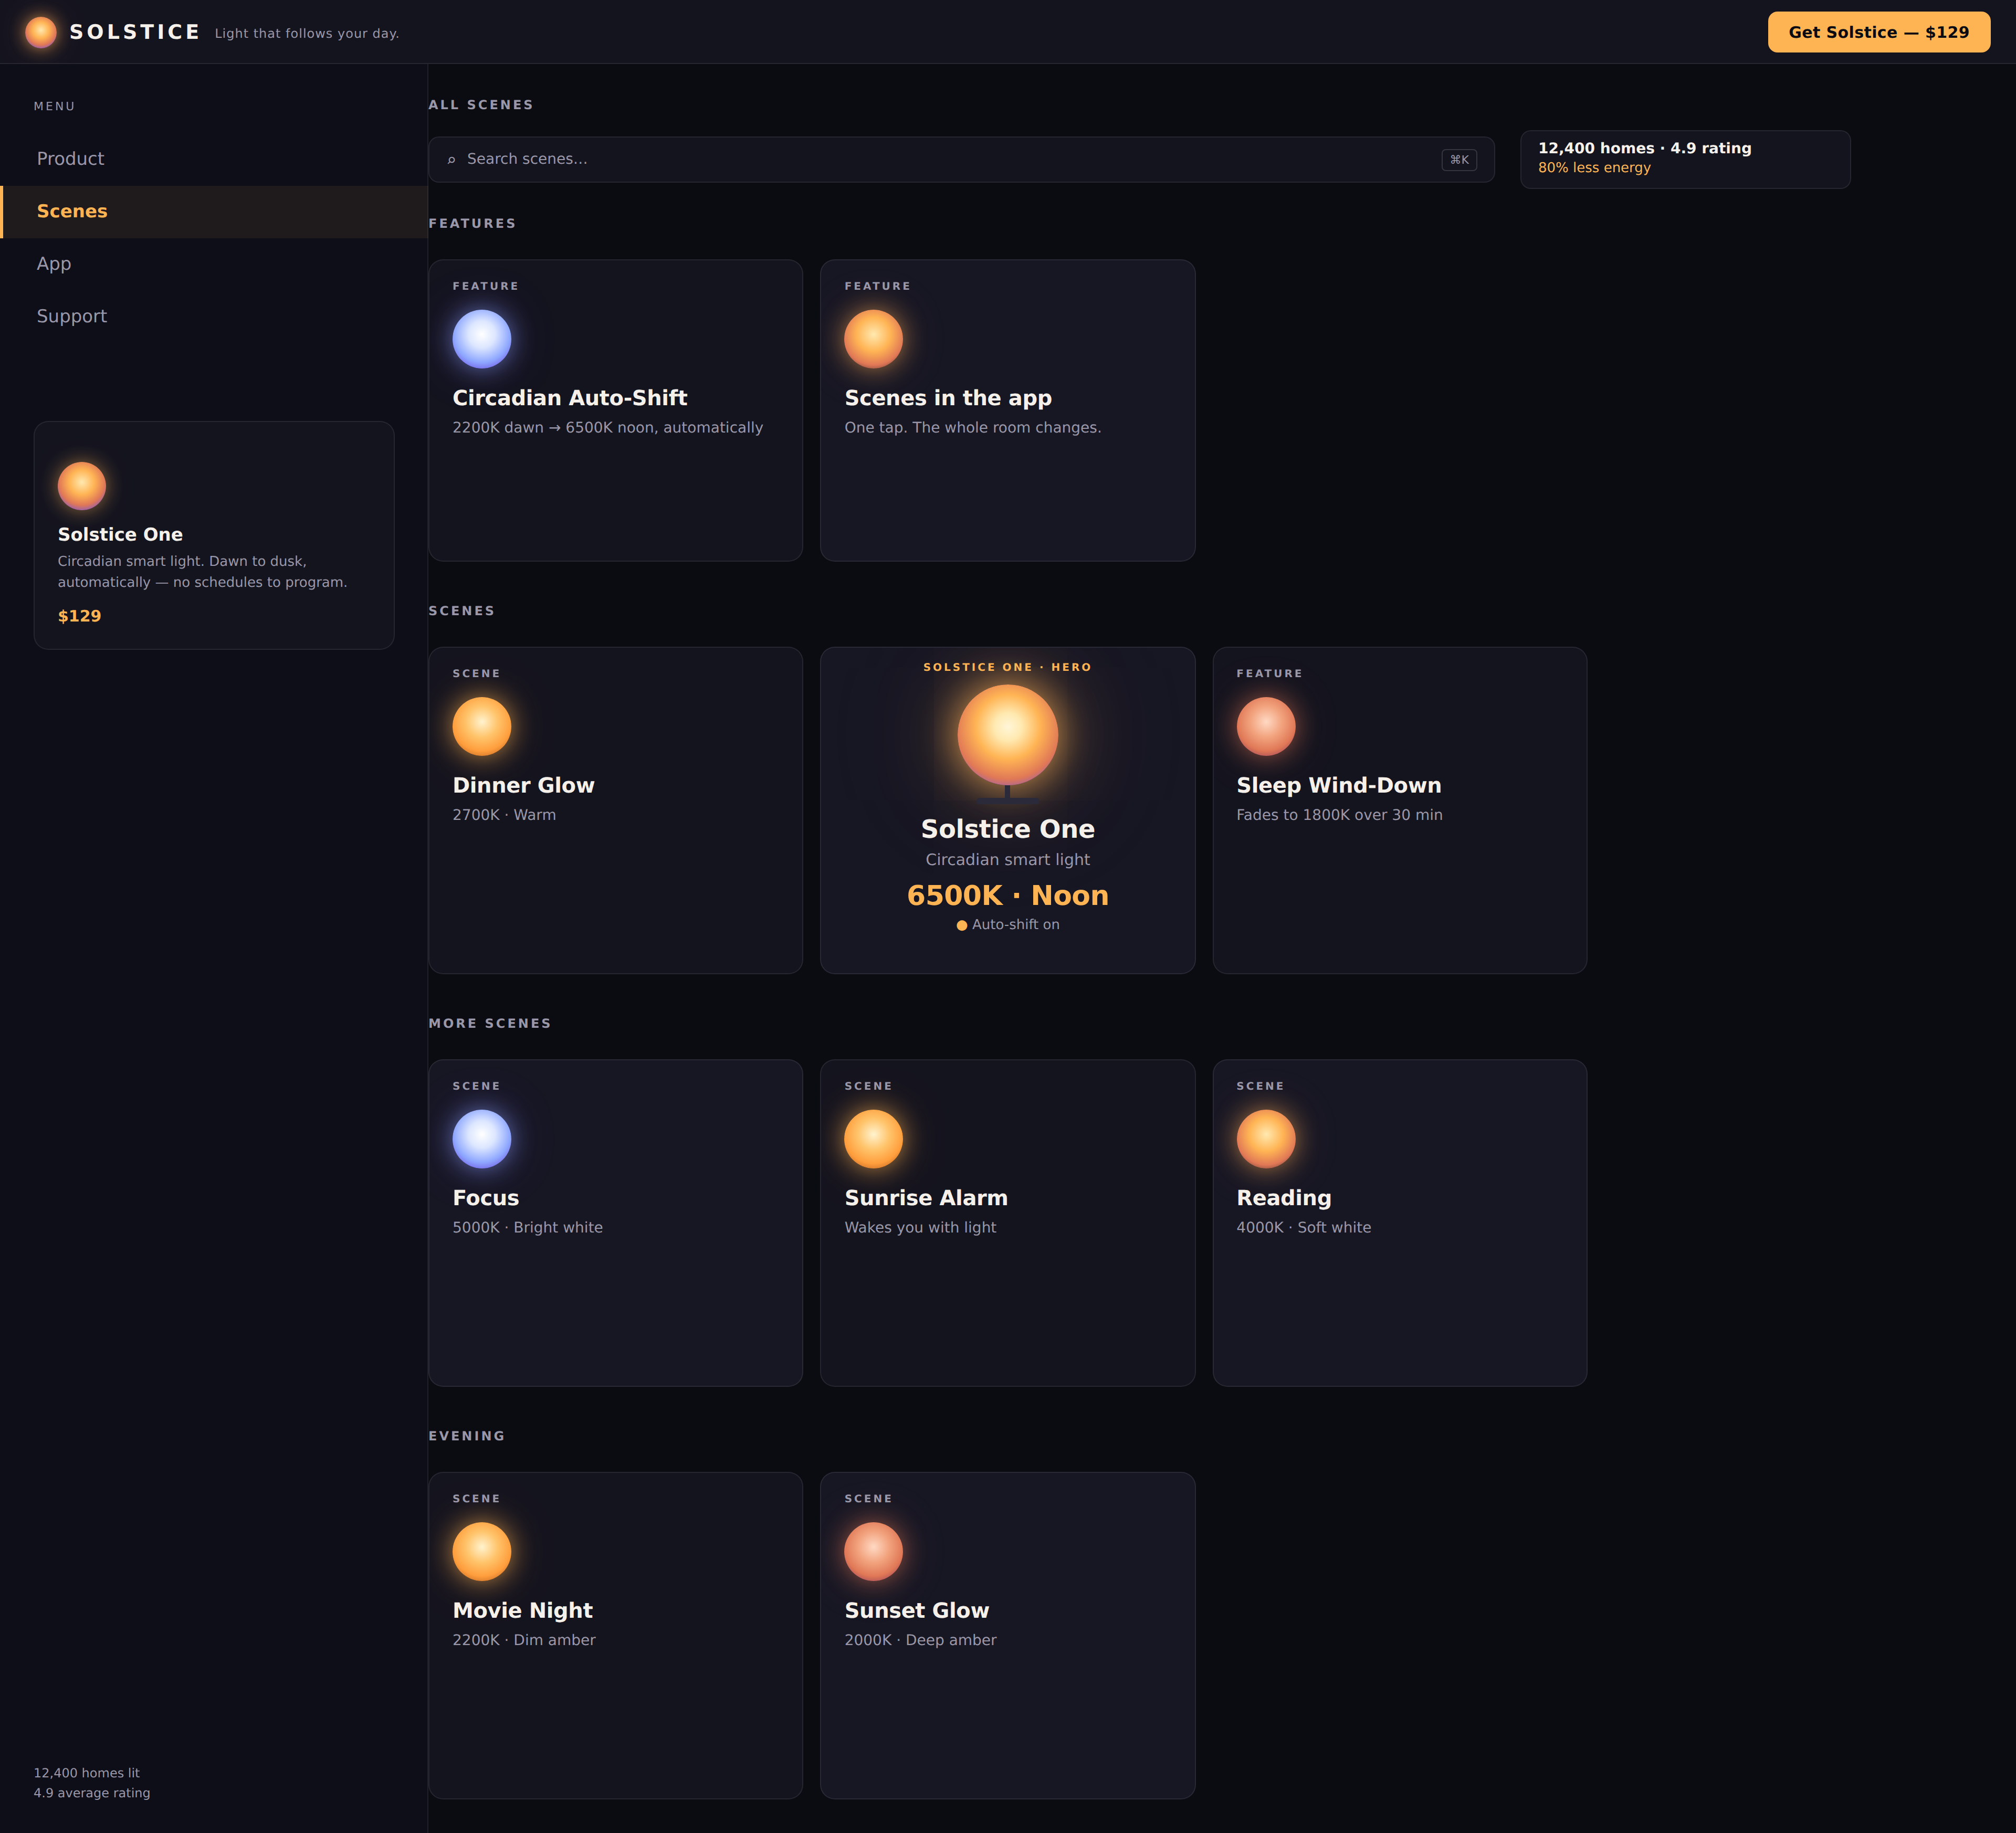 SOLSTICE
Light that follows your day.
Get Solstice — $129
MENU
Product
Scenes
App
Support
Solstice One
Circadian smart light. Dawn to dusk,
automatically — no schedules to program.
$129
12,400 homes lit
4.9 average rating
ALL SCENES
⌕ Search scenes... ⌘K
12,400 homes · 4.9 rating
80% less energy
FEATURES
FEATURE
Circadian Auto-Shift
2200K dawn → 6500K noon, automatically
FEATURE
Scenes in the app
One tap. The whole room changes.
SCENES
SCENE
Dinner Glow
2700K · Warm
SOLSTICE ONE · HERO
Solstice One
Circadian smart light
6500K · Noon
Auto-shift on
FEATURE
Sleep Wind-Down
Fades to 1800K over 30 min
MORE SCENES
SCENE
Focus
5000K · Bright white
SCENE
Sunrise Alarm
Wakes you with light
SCENE
Reading
4000K · Soft white
EVENING
SCENE
Movie Night
2200K · Dim amber
SCENE
Sunset Glow
2000K · Deep amber